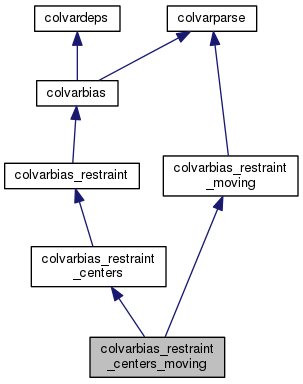 colvardeps
colvarparse
colvarbias
colvarbias_restraint
colvarbias_restraint
_moving
colvarbias_restraint
_centers
colvarbias_restraint
_centers_moving